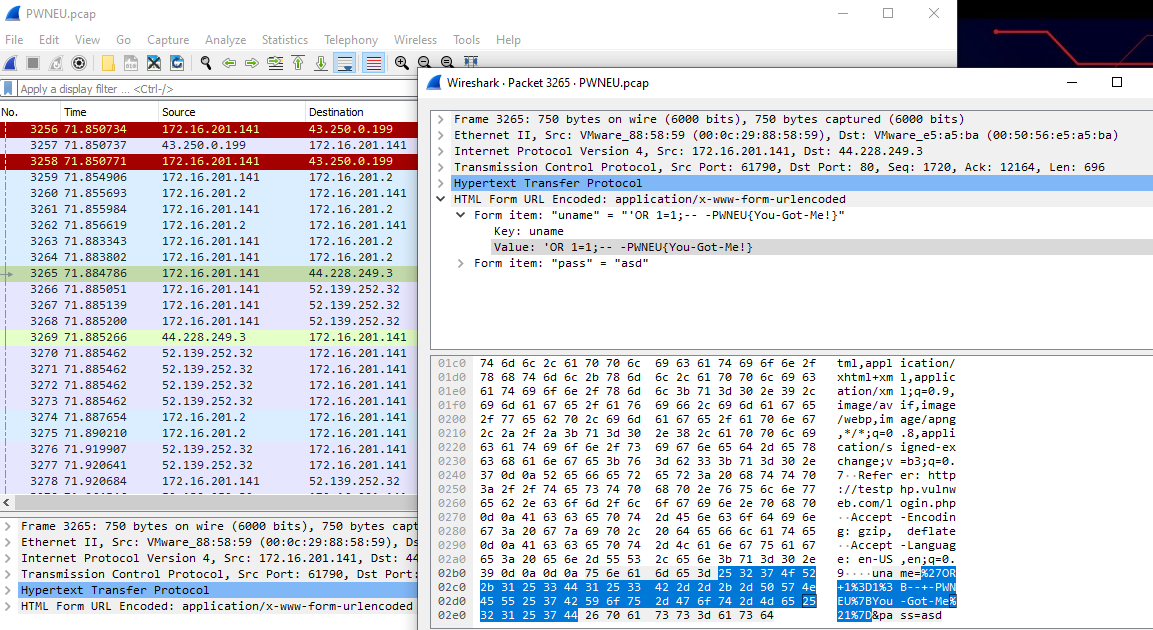 PWNEU.pcap
File Edit View Go Capture Analyze Statistics Telephony Wireless Tools Help
Apply a display filter ... <Ctrl-/>
No. Time Source Destination
3256 71.850734 172.16.201.141 43.250.0.199
3257 71.850737 43.250.0.199 172.16.201.141
3258 71.850771 172.16.201.141 43.250.0.199
3259 71.854906 172.16.201.141 172.16.201.2
3260 71.855693 172.16.201.2 172.16.201.141
3261 71.855984 172.16.201.141 172.16.201.2
3262 71.856619 172.16.201.2 172.16.201.141
3263 71.883343 172.16.201.141 172.16.201.2
3264 71.883802 172.16.201.141 172.16.201.2
3265 71.884786 172.16.201.141 44.228.249.3
3266 71.885051 172.16.201.141 52.139.252.32
3267 71.885139 172.16.201.141 52.139.252.32
3268 71.885200 172.16.201.141 52.139.252.32
3269 71.885266 44.228.249.3 172.16.201.141
3270 71.885462 52.139.252.32 172.16.201.141
3271 71.885462 52.139.252.32 172.16.201.141
3272 71.885462 52.139.252.32 172.16.201.141
3273 71.885462 52.139.252.32 172.16.201.141
3274 71.887654 172.16.201.2 172.16.201.141
3275 71.890210 172.16.201.2 172.16.201.141
3276 71.919907 52.139.252.32 172.16.201.141
3277 71.920641 52.139.252.32 172.16.201.141
3278 71.920684 172.16.201.141 52.139.252.32
Frame 3265: 750 bytes on wire (6000 bits), 750 bytes capt
Ethernet II, Src: VMware_88:58:59 (00:0c:29:88:58:59), Ds
Internet Protocol Version 4, Src: 172.16.201.141, Dst: 44
Transmission Control Protocol, Src Port: 61790, Dst Port:
Hypertext Transfer Protocol
HTML Form URL Encoded: application/x-www-form-urlencoded
Wireshark · Packet 3265 · PWNEU.pcap
Frame 3265: 750 bytes on wire (6000 bits), 750 bytes captured (6000 bits)
Ethernet II, Src: VMware_88:58:59 (00:0c:29:88:58:59), Dst: VMware_e5:a5:ba (00:50:56:e5:a5:ba)
Internet Protocol Version 4, Src: 172.16.201.141, Dst: 44.228.249.3
Transmission Control Protocol, Src Port: 61790, Dst Port: 80, Seq: 1720, Ack: 12164, Len: 696
Hypertext Transfer Protocol
HTML Form URL Encoded: application/x-www-form-urlencoded
Form item: "uname" = "'OR 1=1;-- -PWNEU{You-Got-Me!}"
Key: uname
Value: 'OR 1=1;-- -PWNEU{You-Got-Me!}
Form item: "pass" = "asd"
01c0 74 6d 6c 2c 61 70 70 6c 69 63 61 74 69 6f 6e 2f tml,appl ication/
01d0 78 68 74 6d 6c 2b 78 6d 6c 2c 61 70 70 6c 69 63 xhtml+xm l,applic
01e0 61 74 69 6f 6e 2f 78 6d 6c 3b 71 3d 30 2e 39 2c ation/xm l;q=0.9,
01f0 69 6d 61 67 65 2f 61 76 69 66 2c 69 6d 61 67 65 image/av if,image
0200 2f 77 65 62 70 2c 69 6d 61 67 65 2f 61 70 6e 67 /webp,im age/apng
0210 2c 2a 2f 2a 3b 71 3d 30 2e 38 2c 61 70 70 6c 69 ,*/*;q=0 .8,appli
0220 63 61 74 69 6f 6e 2f 73 69 67 6e 65 64 2d 65 78 cation/s igned-ex
0230 63 68 61 6e 67 65 3b 76 3d 62 33 3b 71 3d 30 2e change;v =b3;q=0.
0240 37 0d 0a 52 65 66 65 72 65 72 3a 20 68 74 74 70 7··Refer er: http
0250 3a 2f 2f 74 65 73 74 70 68 70 2e 76 75 6c 6e 77 ://testp hp.vulnw
0260 65 62 2e 63 6f 6d 2f 6c 6f 67 69 6e 2e 70 68 70 eb.com/l ogin.php
0270 0d 0a 41 63 63 65 70 74 2d 45 6e 63 6f 64 69 6e ··Accept -Encodin
0280 67 3a 20 67 7a 69 70 2c 20 64 65 66 6c 61 74 65 g: gzip, deflate
0290 0d 0a 41 63 63 65 70 74 2d 4c 61 6e 67 75 61 67 ··Accept -Languag
02a0 65 3a 20 65 6e 2d 55 53 2c 65 6e 3b 71 3d 30 2e e: en-US ,en;q=0.
02b0 39 0d 0a 0d 0a 75 6e 61 6d 65 3d 25 32 37 4f 52 9····una me=%27OR
02c0 2b 31 25 33 44 31 25 33 42 2d 2d 2b 2d 50 57 4e +1%3D1%3 B--+-PWN
02d0 45 55 25 37 42 59 6f 75 2d 47 6f 74 2d 4d 65 25 EU%7BYou -Got-Me%
02e0 32 31 25 37 44 26 70 61 73 73 3d 61 73 64 21%7D&pa ss=asd